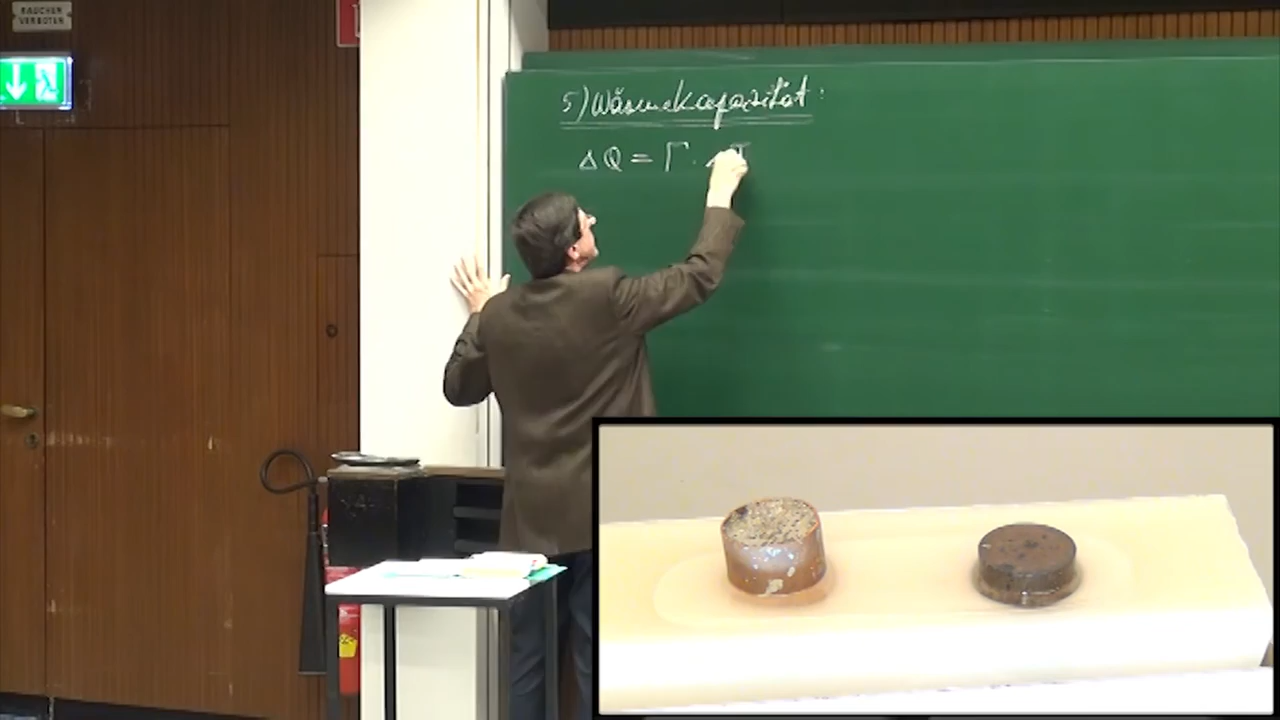 RAUCHEN
VERBOTEN
5) Wärmekapazität:
ΔQ = Γ · ΔT